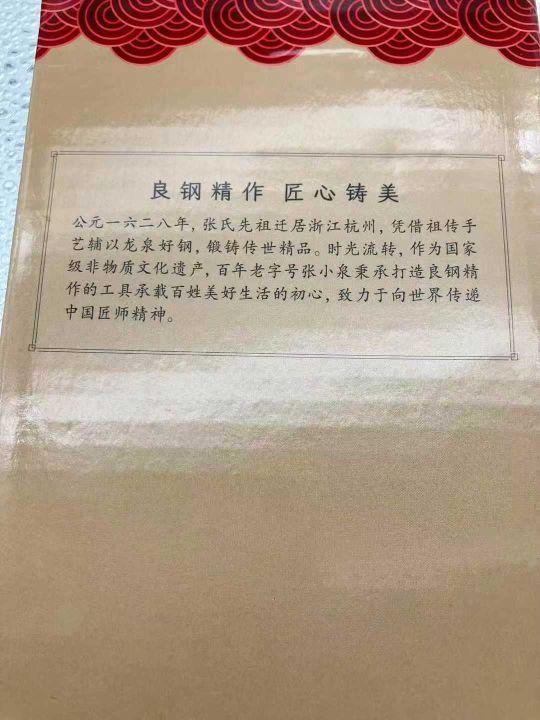 良钢精作 匠心铸美
公元一六二八年，张氏先祖迁居浙江杭州，凭借祖传手
艺辅以龙泉好钢，锻铸传世精品。时光流转，作为国家
级非物质文化遗产，百年老字号张小泉秉承打造良钢精
作的工具承载百姓美好生活的初心，致力于向世界传递
中国匠师精神。